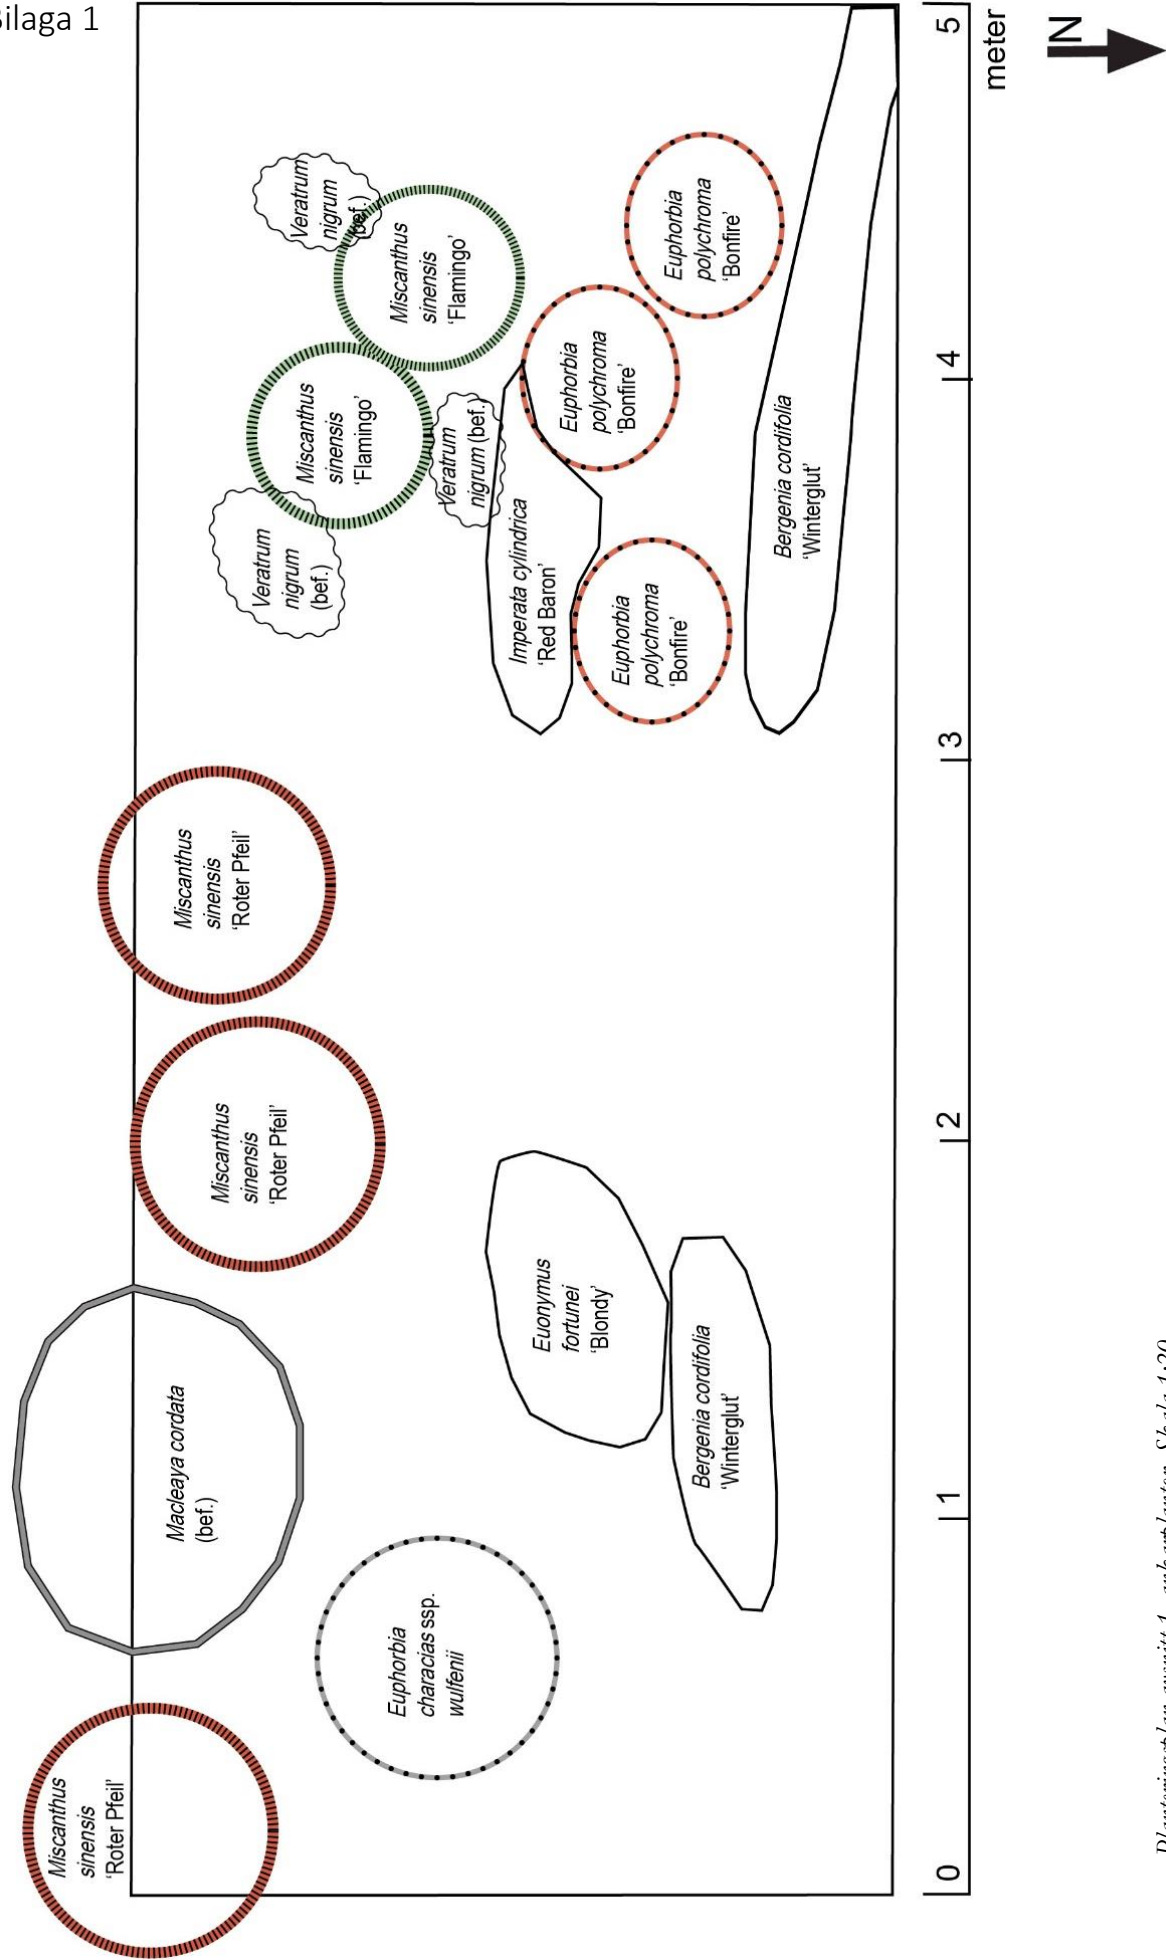 Bilaga 1
Miscanthus
sinensis
‘Roter Pfeil’
Macleaya cordata
(bef.)
Miscanthus
sinensis
‘Roter Pfeil’
Miscanthus
sinensis
‘Roter Pfeil’
Veratrum
nigrum
(bef.)
Miscanthus
sinensis
‘Flamingo’
Veratrum
nigrum
(bef.)
Miscanthus
sinensis
‘Flamingo’
Veratrum
nigrum (bef.)
Euphorbia
characias ssp.
wulfenii
Euonymus
fortunei
‘Blondy’
Imperata cylindrica
‘Red Baron’
Euphorbia
polychroma
‘Bonfire’
Euphorbia
polychroma
‘Bonfire’
Euphorbia
polychroma
‘Bonfire’
Bergenia cordifolia
‘Winterglut’
Bergenia cordifolia
‘Winterglut’
0 1 2 3 4 5
meter
N